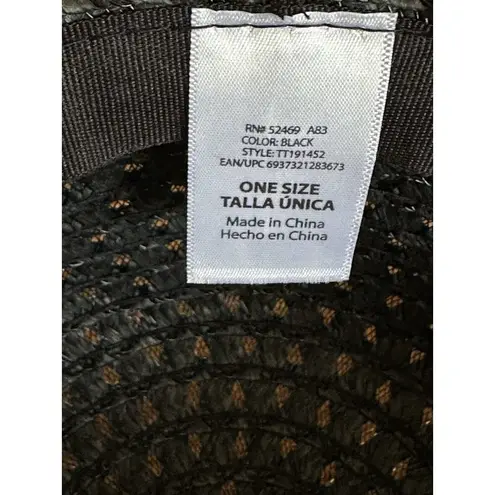 RN# 52469 A83
COLOR: BLACK
STYLE: TT191452
EAN/UPC 6937321283673
ONE SIZE
TALLA ÚNICA
Made in China
Hecho en China